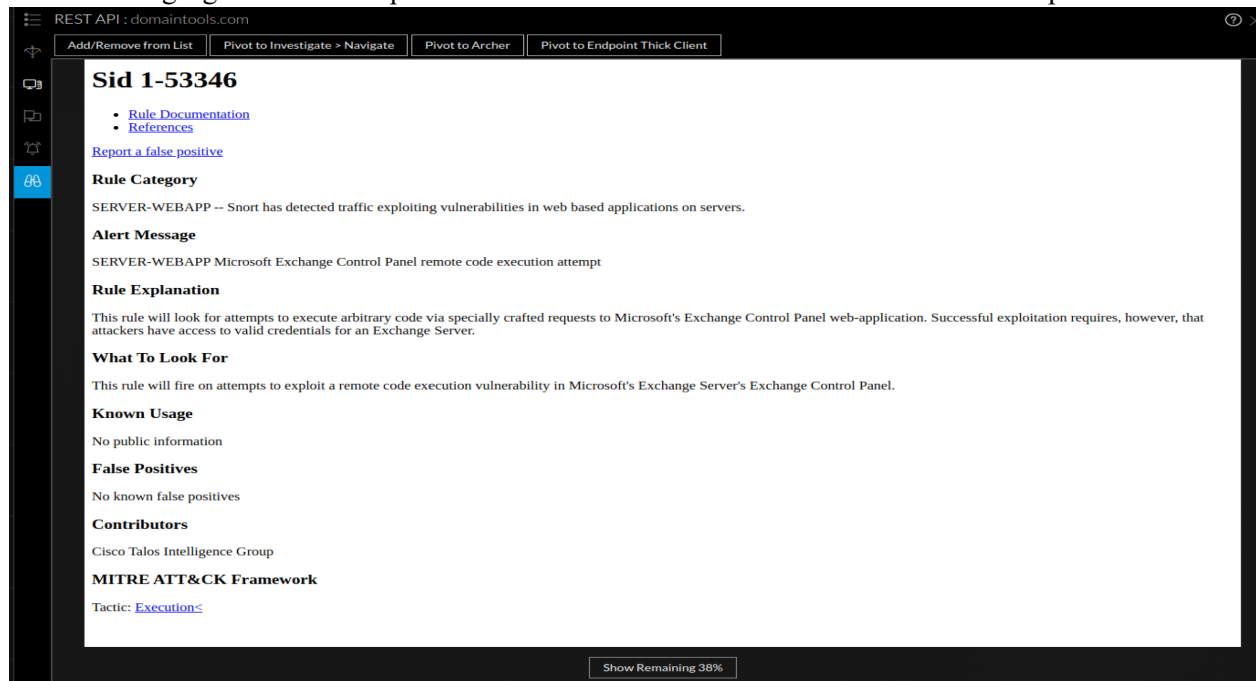 REST API : domaintools.com
Add/Remove from List Pivot to Investigate > Navigate Pivot to Archer Pivot to Endpoint Thick Client
Sid 1-53346
• Rule Documentation
• References
Report a false positive
Rule Category
SERVER-WEBAPP -- Snort has detected traffic exploiting vulnerabilities in web based applications on servers.
Alert Message
SERVER-WEBAPP Microsoft Exchange Control Panel remote code execution attempt
Rule Explanation
This rule will look for attempts to execute arbitrary code via specially crafted requests to Microsoft's Exchange Control Panel web-application. Successful exploitation requires, however, that
attackers have access to valid credentials for an Exchange Server.
What To Look For
This rule will fire on attempts to exploit a remote code execution vulnerability in Microsoft's Exchange Server's Exchange Control Panel.
Known Usage
No public information
False Positives
No known false positives
Contributors
Cisco Talos Intelligence Group
MITRE ATT&CK Framework
Tactic: Execution<
Show Remaining 38%